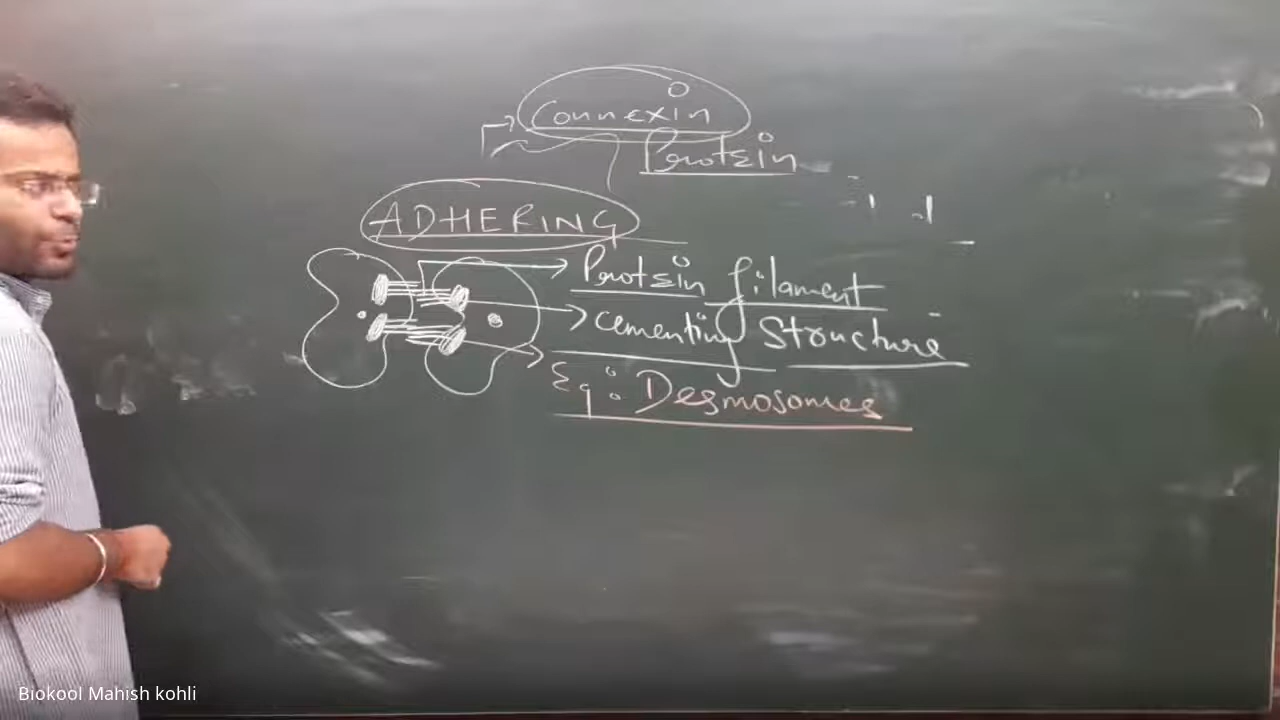 Connexin
Protein
ADHERING
Protein filament
Cementing Structure
Eg: Desmosomes
Biokool Mahish kohli